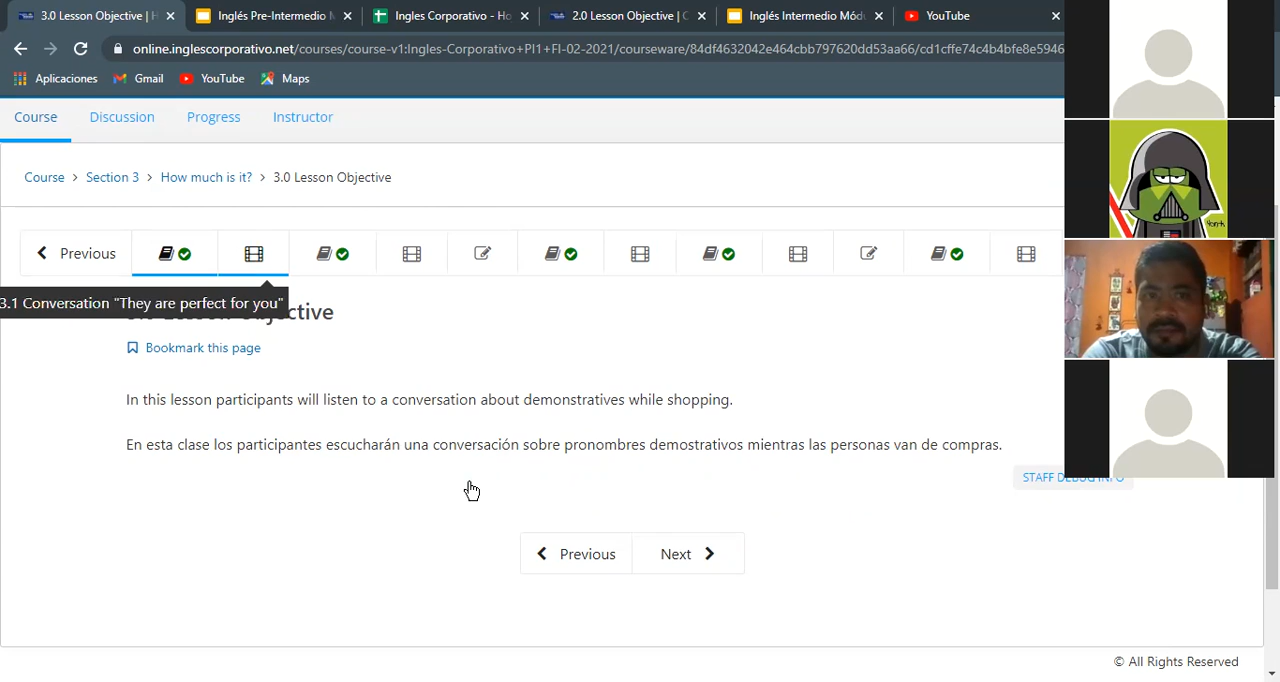 3.0 Lesson Objective | H
Inglés Pre-Intermedio M
Ingles Corporativo - Ho
2.0 Lesson Objective | C
Inglés Intermedio Módu
YouTube
online.inglescorporativo.net/courses/course-v1:Ingles-Corporativo+PI1+FI-02-2021/courseware/84df4632042e464cbb797620dd53aa66/cd1cffe74c4b4bfe8e5946
Aplicaciones Gmail YouTube Maps
Course Discussion Progress Instructor
Course > Section 3 > How much is it? > 3.0 Lesson Objective
Previous
3.1 Conversation "They are perfect for you"
Objective
Bookmark this page
In this lesson participants will listen to a conversation about demonstratives while shopping.
En esta clase los participantes escucharán una conversación sobre pronombres demostrativos mientras las personas van de compras.
STAFF DEBUG INFO
Previous Next
© All Rights Reserved